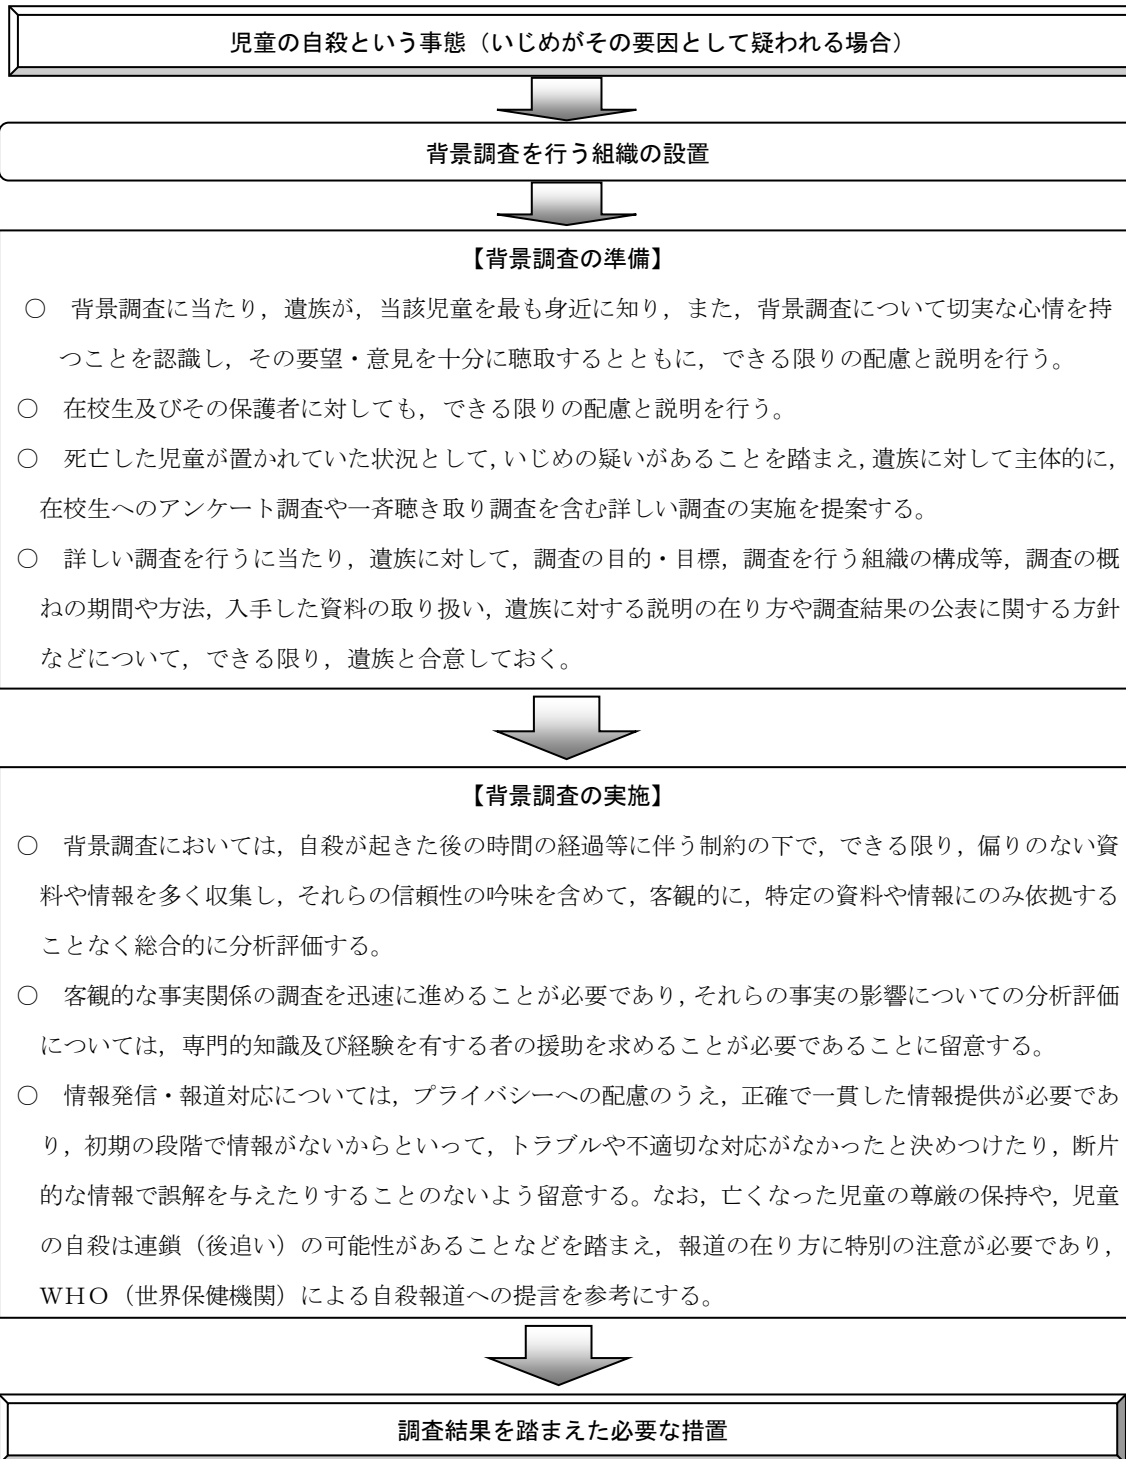 児童の自殺という事態（いじめがその要因として疑われる場合）
背景調査を行う組織の設置
【背景調査の準備】
○　背景調査に当たり，遺族が，当該児童を最も身近に知り，また，背景調査について切実な心情を持
つことを認識し，その要望・意見を十分に聴取するとともに，できる限りの配慮と説明を行う。
○　在校生及びその保護者に対しても，できる限りの配慮と説明を行う。
○　死亡した児童が置かれていた状況として，いじめの疑いがあることを踏まえ，遺族に対して主体的に，
在校生へのアンケート調査や一斉聴き取り調査を含む詳しい調査の実施を提案する。
○　詳しい調査を行うに当たり，遺族に対して，調査の目的・目標，調査を行う組織の構成等，調査の概
ねの期間や方法，入手した資料の取り扱い，遺族に対する説明の在り方や調査結果の公表に関する方針
などについて，できる限り，遺族と合意しておく。
【背景調査の実施】
○　背景調査においては，自殺が起きた後の時間の経過等に伴う制約の下で，できる限り，偏りのない資
料や情報を多く収集し，それらの信頼性の吟味を含めて，客観的に，特定の資料や情報にのみ依拠する
ことなく総合的に分析評価する。
○　客観的な事実関係の調査を迅速に進めることが必要であり，それらの事実の影響についての分析評価
については，専門的知識及び経験を有する者の援助を求めることが必要であることに留意する。
○　情報発信・報道対応については，プライバシーへの配慮のうえ，正確で一貫した情報提供が必要であ
り，初期の段階で情報がないからといって，トラブルや不適切な対応がなかったと決めつけたり，断片
的な情報で誤解を与えたりすることのないよう留意する。なお，亡くなった児童の尊厳の保持や，児童
の自殺は連鎖（後追い）の可能性があることなどを踏まえ，報道の在り方に特別の注意が必要であり，
ＷＨＯ（世界保健機関）による自殺報道への提言を参考にする。
調査結果を踏まえた必要な措置